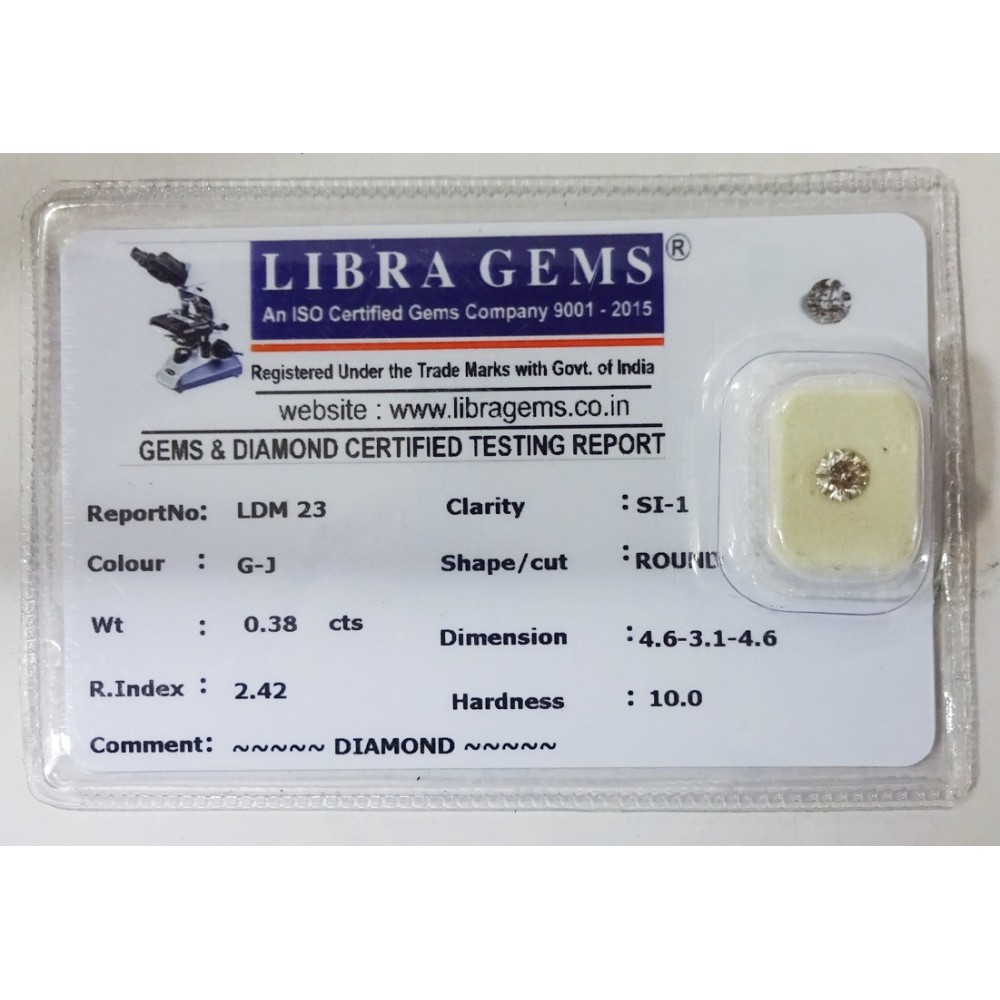 LIBRA GEMS ®
An ISO Certified Gems Company 9001 - 2015
Registered Under the Trade Marks with Govt. of India
website : www.libragems.co.in
GEMS & DIAMOND CERTIFIED TESTING REPORT
ReportNo: LDM 23 Clarity : SI-1
Colour : G-J Shape/cut : ROUND
Wt : 0.38 cts Dimension : 4.6-3.1-4.6
R.Index : 2.42 Hardness : 10.0
Comment: ~~~~~ DIAMOND ~~~~~